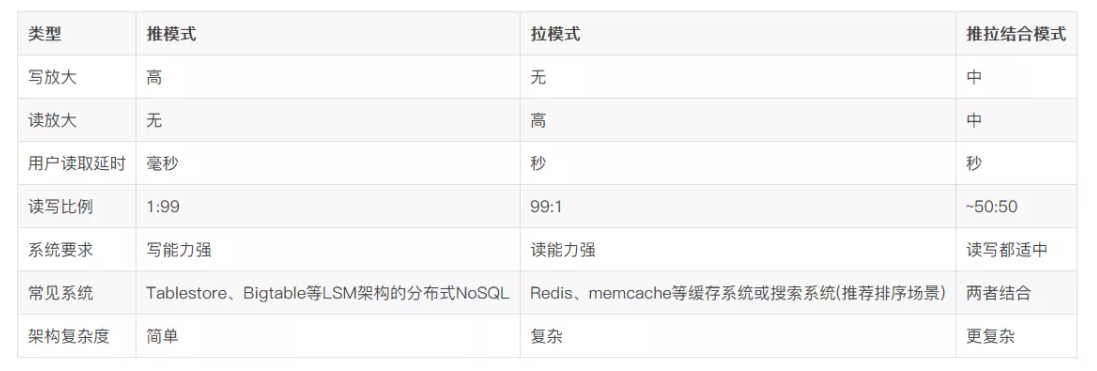 类型 推模式 拉模式 推拉结合模式
写放大 高 无 中
读放大 无 高 中
用户读取延时 毫秒 秒 秒
读写比例 1:99 99:1 ~50:50
系统要求 写能力强 读能力强 读写都适中
常见系统 Tablestore、Bigtable等LSM架构的分布式NoSQL Redis、memcache等缓存系统或搜索系统(推荐排序场景) 两者结合
架构复杂度 简单 复杂 更复杂